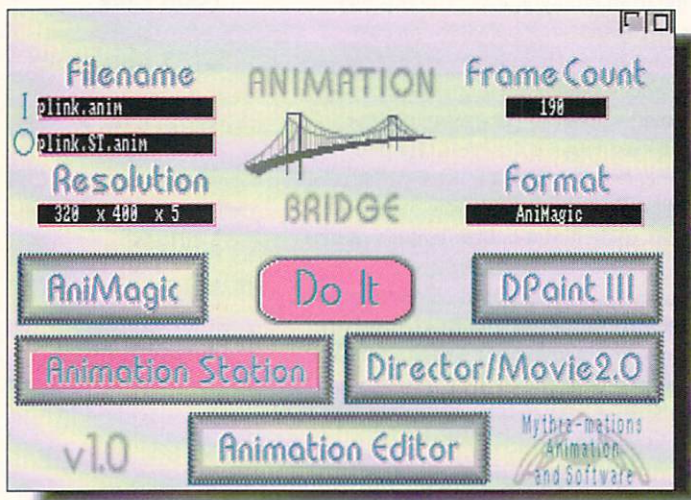 Filename
ANIMATION
Frame Count
I plink.anim
190
O plink.ST.anim
Resolution
Format
320 x 400 x 5
BRIDGE
AniMagic
AniMagic
Do It
DPaint III
Animation Station
Director/Movie2.0
Animation Editor
v1.0
Mythra-mations
Animation
and Software